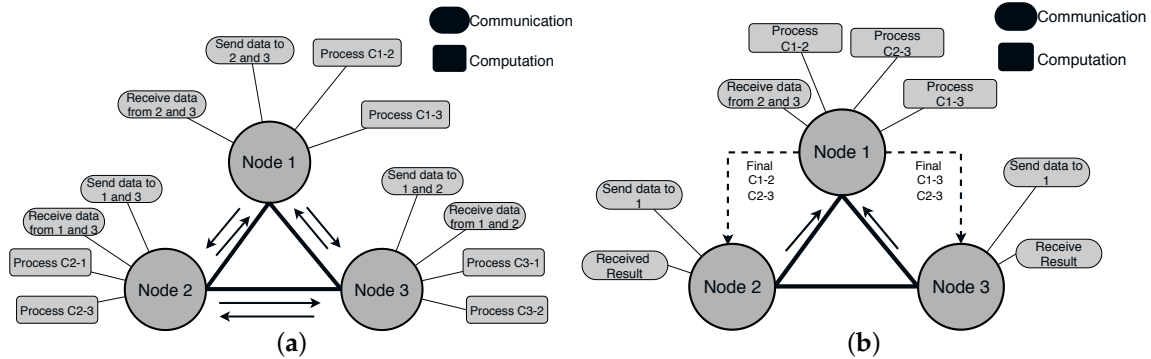 Communication
Computation
Send data to
2 and 3
Process C1-2
Receive data
from 2 and 3
Process C1-3
Node 1
Send data to
1 and 3
Receive data
from 1 and 3
Process C2-1
Process C2-3
Node 2
Send data to
1 and 2
Receive data
from 1 and 2
Process C3-1
Process C3-2
Node 3
(a)
Communication
Computation
Process
C1-2
Process
C2-3
Receive data
from 2 and 3
Process
C1-3
Node 1
Final
C1-2
C2-3
Final
C1-3
C2-3
Send data to
1
Received
Result
Node 2
Send data to
1
Receive
Result
Node 3
(b)